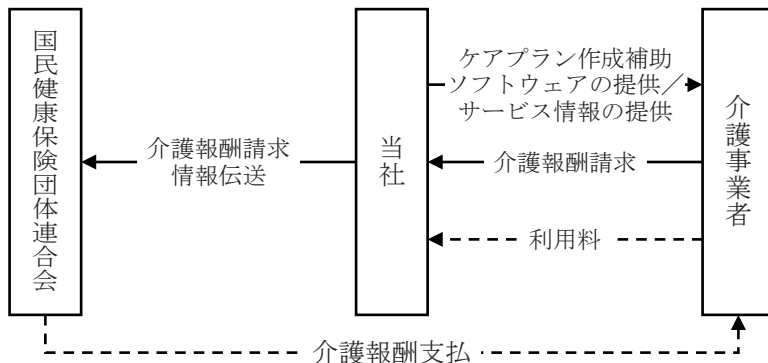 国民健康保険団体連合会
介護報酬請求
情報伝送
当社
ケアプラン作成補助
ソフトウェアの提供／
サービス情報の提供
介護報酬請求
利用料
介護事業者
介護報酬支払